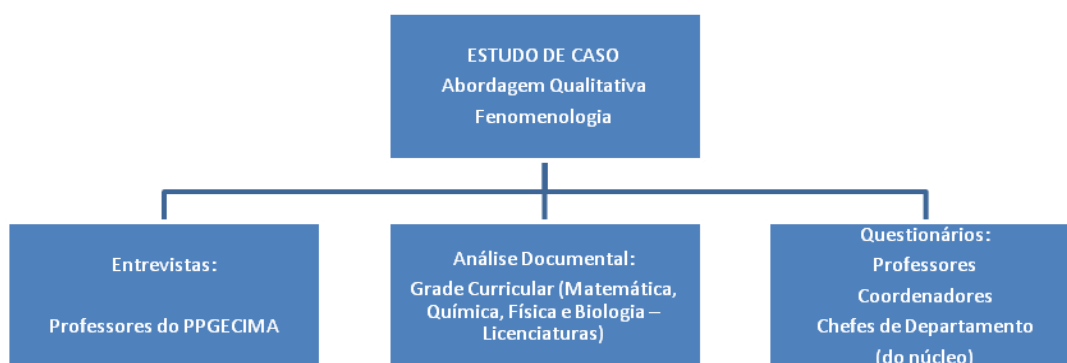 ESTUDO DE CASO
Abordagem Qualitativa
Fenomenologia
Entrevistas:
Professores do PPGECIMA
Análise Documental:
Grade Curricular (Matemática,
Química, Física e Biologia –
Licenciaturas)
Questionários:
Professores
Coordenadores
Chefes de Departamento
(do núcleo)